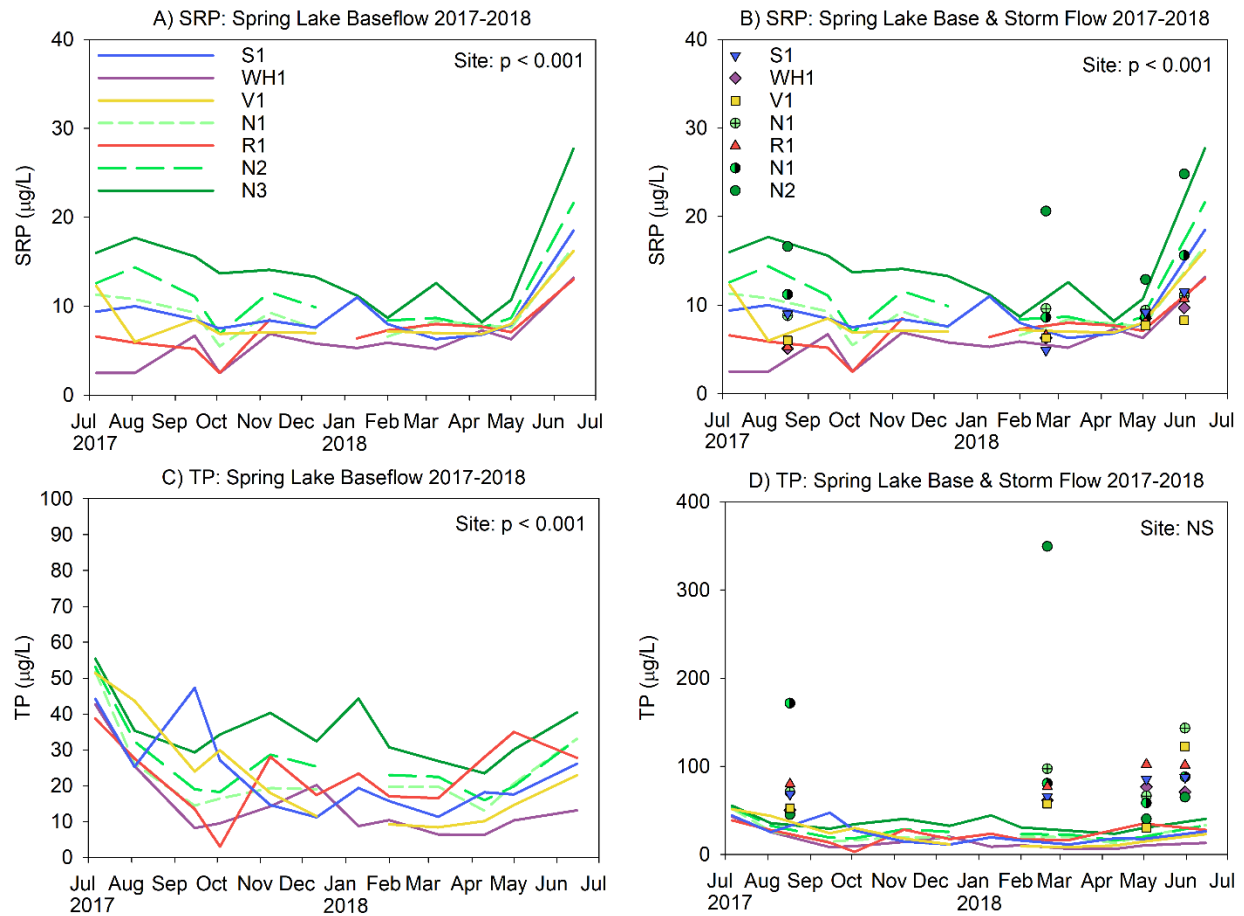 A) SRP: Spring Lake Baseflow 2017-2018
40
30
20
10
0
SRP (µg/L)
S1
WH1
V1
N1
R1
N2
N3
Site: p < 0.001
Jul Aug Sep Oct Nov Dec Jan Feb Mar Apr May Jun Jul
2017 2018
B) SRP: Spring Lake Base & Storm Flow 2017-2018
40
30
20
10
0
SRP (µg/L)
S1
WH1
V1
N1
R1
N1
N2
Site: p < 0.001
Jul Aug Sep Oct Nov Dec Jan Feb Mar Apr May Jun Jul
2017 2018
C) TP: Spring Lake Baseflow 2017-2018
100
90
80
70
60
50
40
30
20
10
0
TP (µg/L)
Site: p < 0.001
Jul Aug Sep Oct Nov Dec Jan Feb Mar Apr May Jun Jul
2017 2018
D) TP: Spring Lake Base & Storm Flow 2017-2018
400
300
200
100
0
TP (µg/L)
Site: NS
Jul Aug Sep Oct Nov Dec Jan Feb Mar Apr May Jun Jul
2017 2018